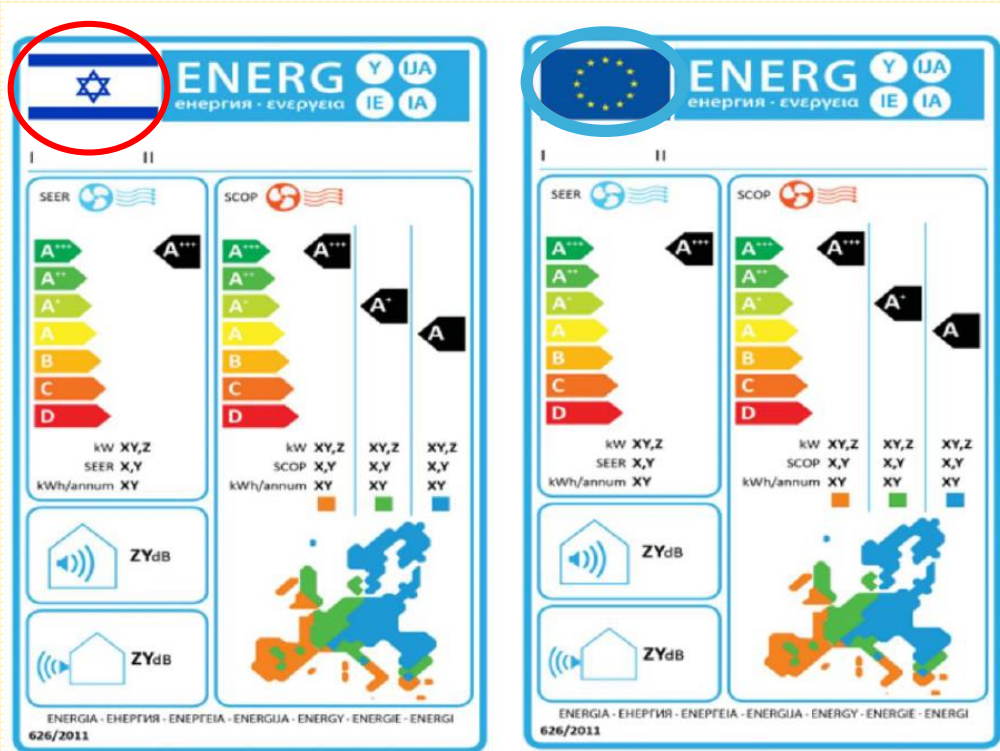 ENERG Y IJA
енергия · ενεργεια IE IA
I II
SEER
A+++ A+++
A++
A+
A
B
C
D
kW XY,Z
SEER X,Y
kWh/annum XY
SCOP
A+++ A+++
A++
A+ A+
A A
B
C
D
kW XY,Z XY,Z XY,Z
SCOP X,Y X,Y X,Y
kWh/annum XY XY XY
ZYdB
ZYdB
ENERGIA - ЕНЕРГИЯ - ΕΝΕΡΓΕΙΑ - ENERGIJA - ENERGY - ENERGIE - ENERGI
626/2011
ENERG Y IJA
енергия · ενεργεια IE IA
I II
SEER
A+++ A+++
A++
A+
A
B
C
D
kW XY,Z
SEER X,Y
kWh/annum XY
SCOP
A+++ A+++
A++
A+ A+
A A
B
C
D
kW XY,Z XY,Z XY,Z
SCOP X,Y X,Y X,Y
kWh/annum XY XY XY
ZYdB
ZYdB
ENERGIA - ЕНЕРГИЯ - ΕΝΕΡΓΕΙΑ - ENERGIJA - ENERGY - ENERGIE - ENERGI
626/2011